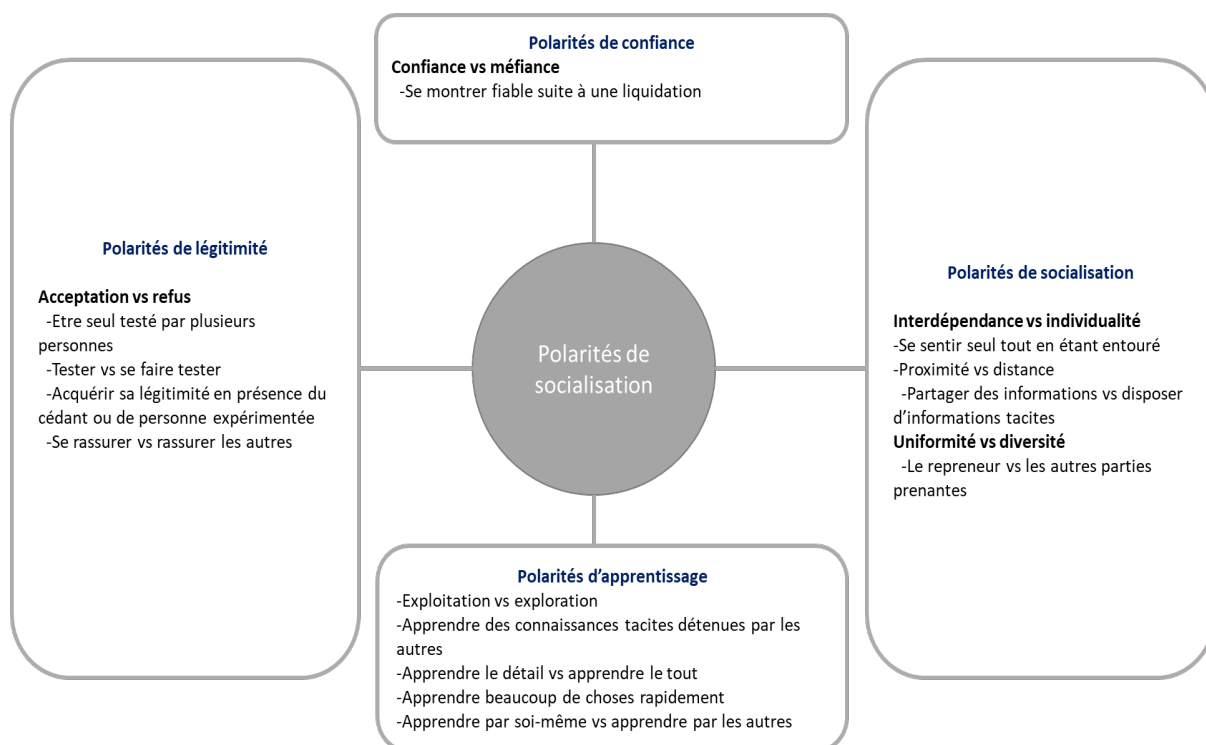 Polarités de confiance
Confiance vs méfiance
-Se montrer fiable suite à une liquidation
Polarités de légitimité
Acceptation vs refus
-Etre seul testé par plusieurs
personnes
-Tester vs se faire tester
-Acquérir sa légitimité en présence du
cédant ou de personne expérimentée
-Se rassurer vs rassurer les autres
Polarités de
socialisation
Polarités de socialisation
Interdépendance vs individualité
-Se sentir seul tout en étant entouré
-Proximité vs distance
-Partager des informations vs disposer
d'informations tacites
Uniformité vs diversité
-Le repreneur vs les autres parties
prenantes
Polarités d’apprentissage
-Exploitation vs exploration
-Apprendre des connaissances tacites détenues par les
autres
-Apprendre le détail vs apprendre le tout
-Apprendre beaucoup de choses rapidement
-Apprendre par soi-même vs apprendre par les autres